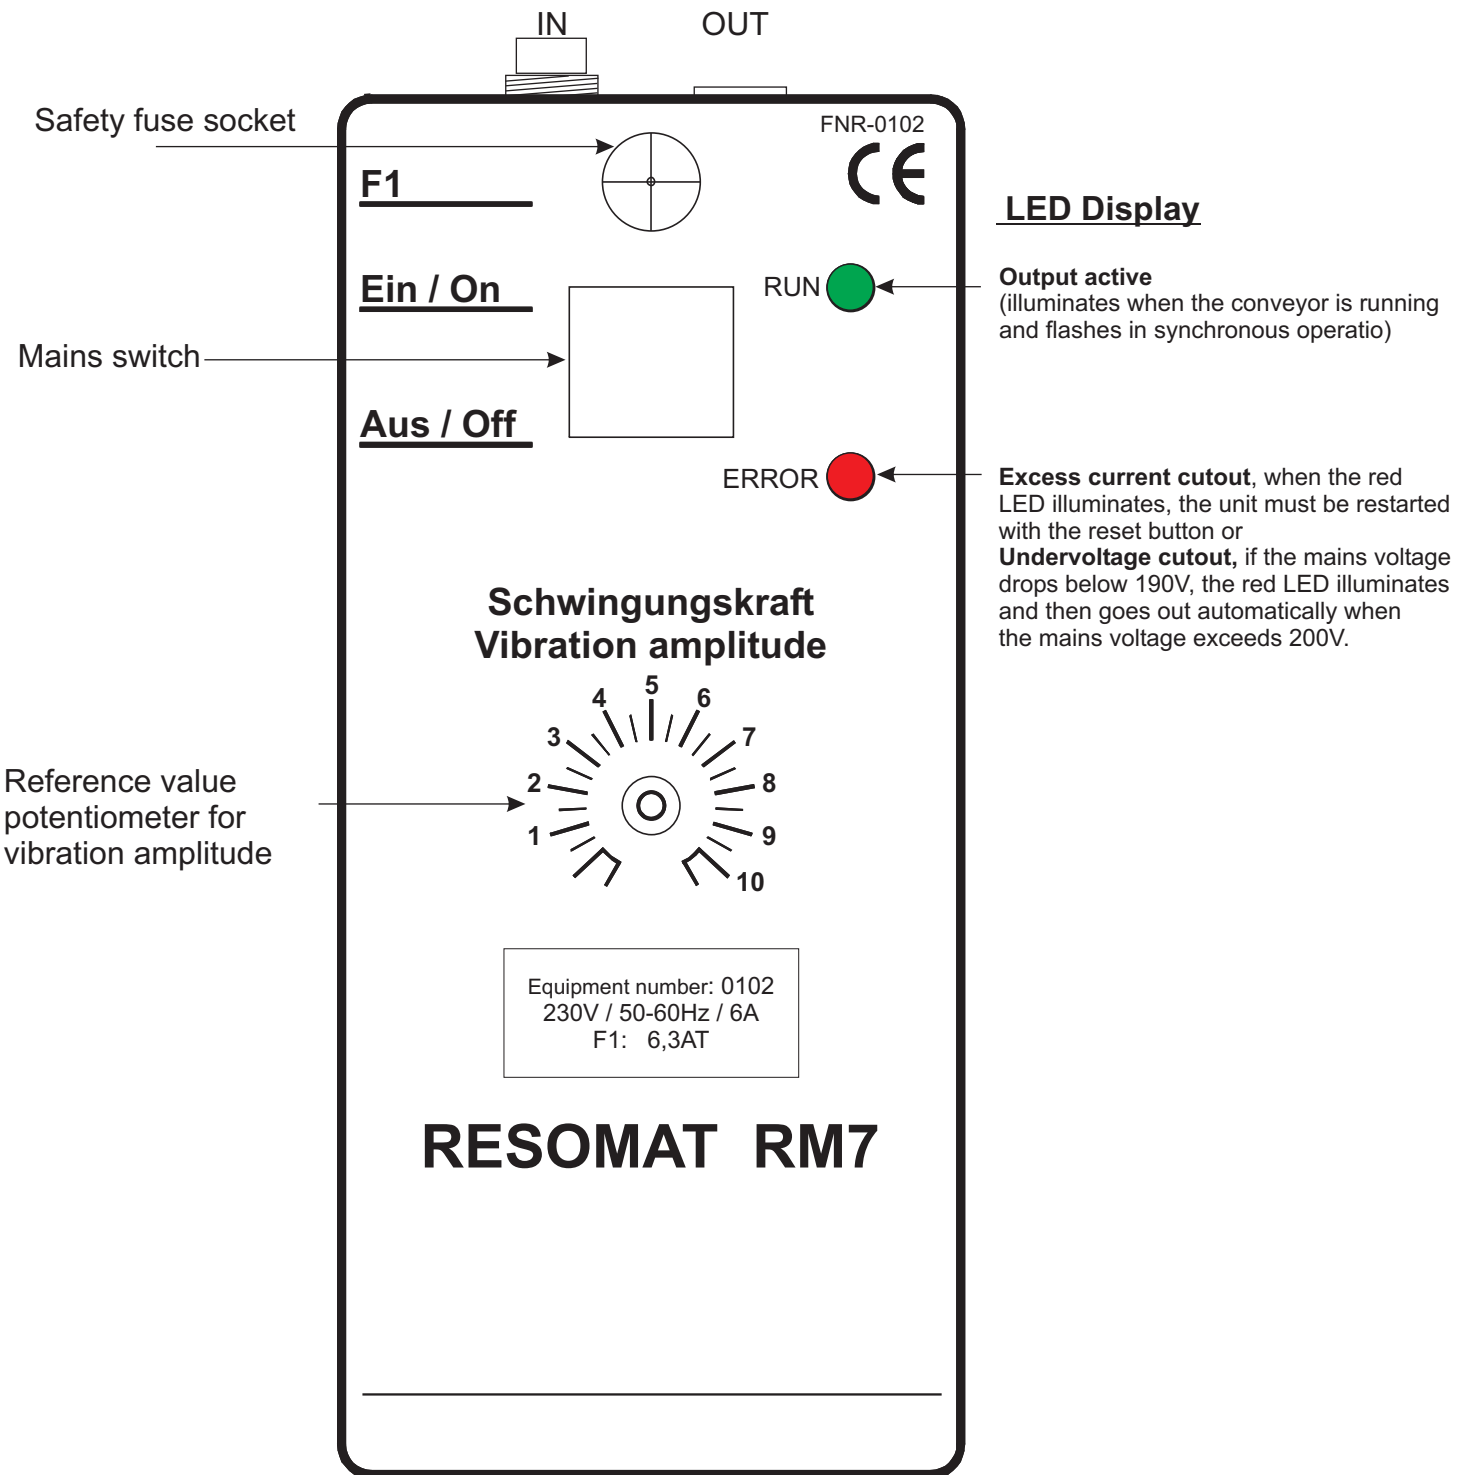 IN OUT
Safety fuse socket
FNR-0102
CE
F1
LED Display
Ein / On
RUN
Output active
(illuminates when the conveyor is running
and flashes in synchronous operatio)
Mains switch
Aus / Off
ERROR
Excess current cutout, when the red
LED illuminates, the unit must be restarted
with the reset button or
Undervoltage cutout, if the mains voltage
drops below 190V, the red LED illuminates
and then goes out automatically when
the mains voltage exceeds 200V.
Schwingungskraft
Vibration amplitude
1
2
3
4
5
6
7
8
9
10
Reference value
potentiometer for
vibration amplitude
Equipment number: 0102
230V / 50-60Hz / 6A
F1: 6,3AT
RESOMAT RM7